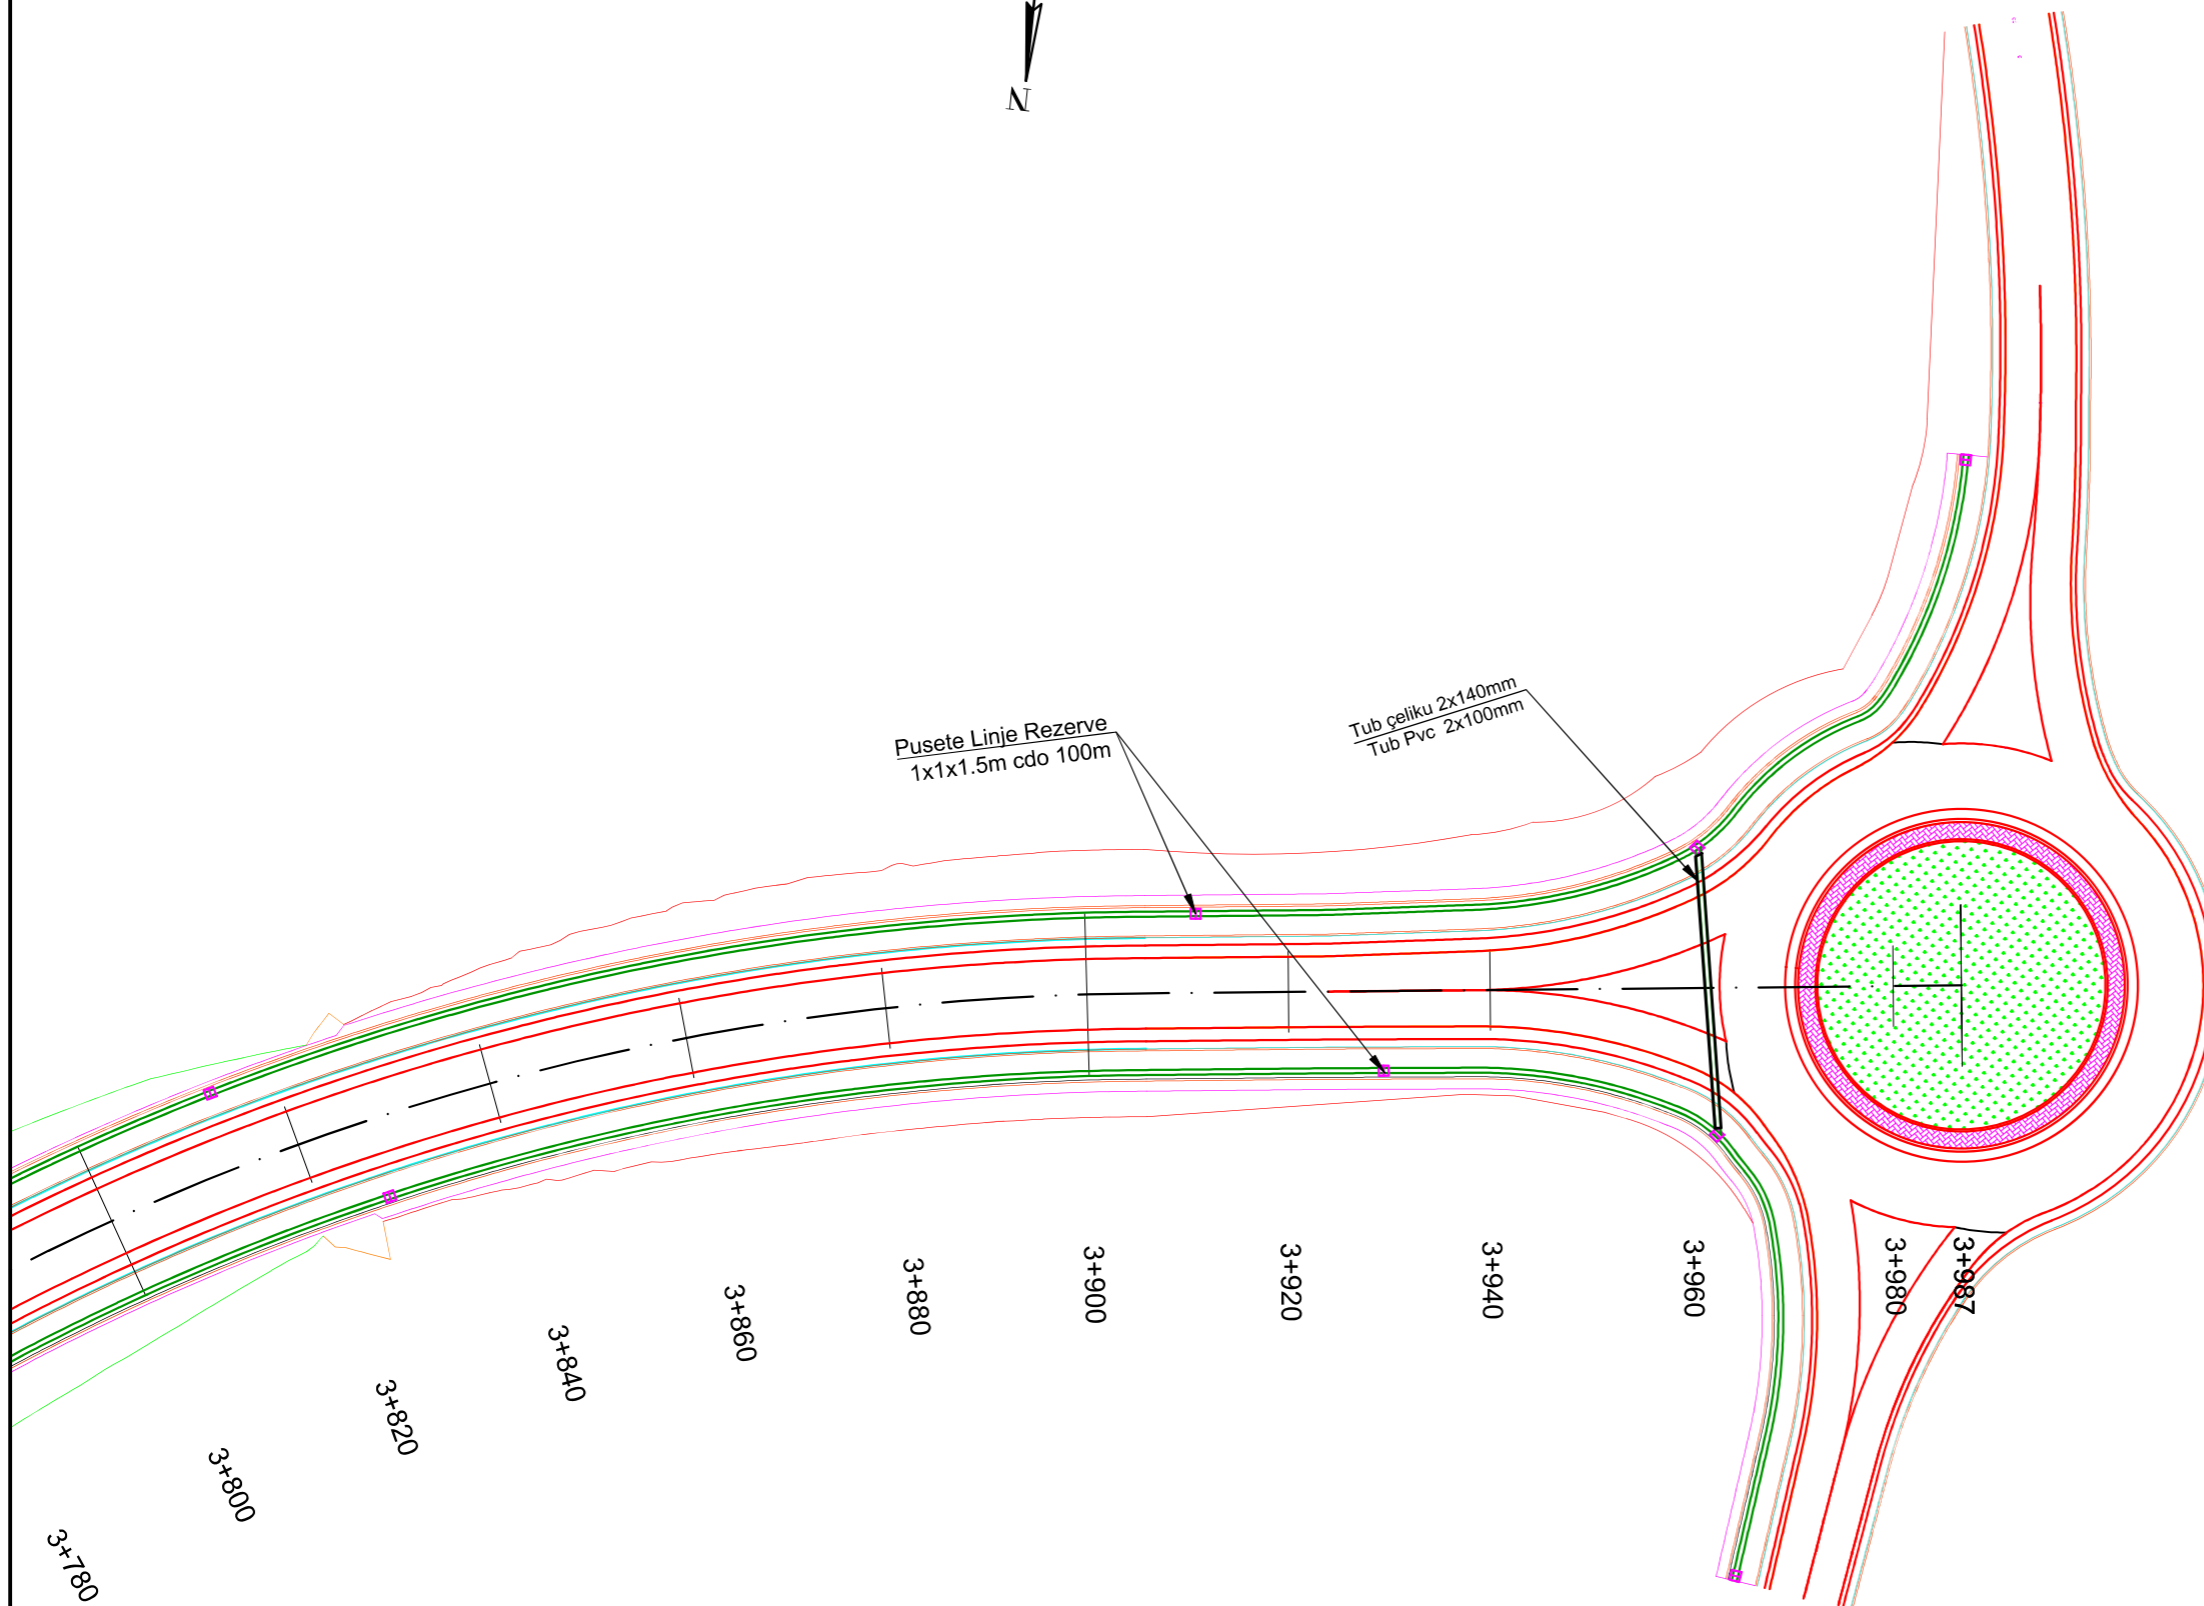 N
Pusete Linje Rezerve
1x1x1.5m cdo 100m
Tub çeliku 2x140mm
Tub Pvc 2x100mm
3+780
3+800
3+820
3+840
3+860
3+880
3+900
3+920
3+940
3+960
3+980
3+987